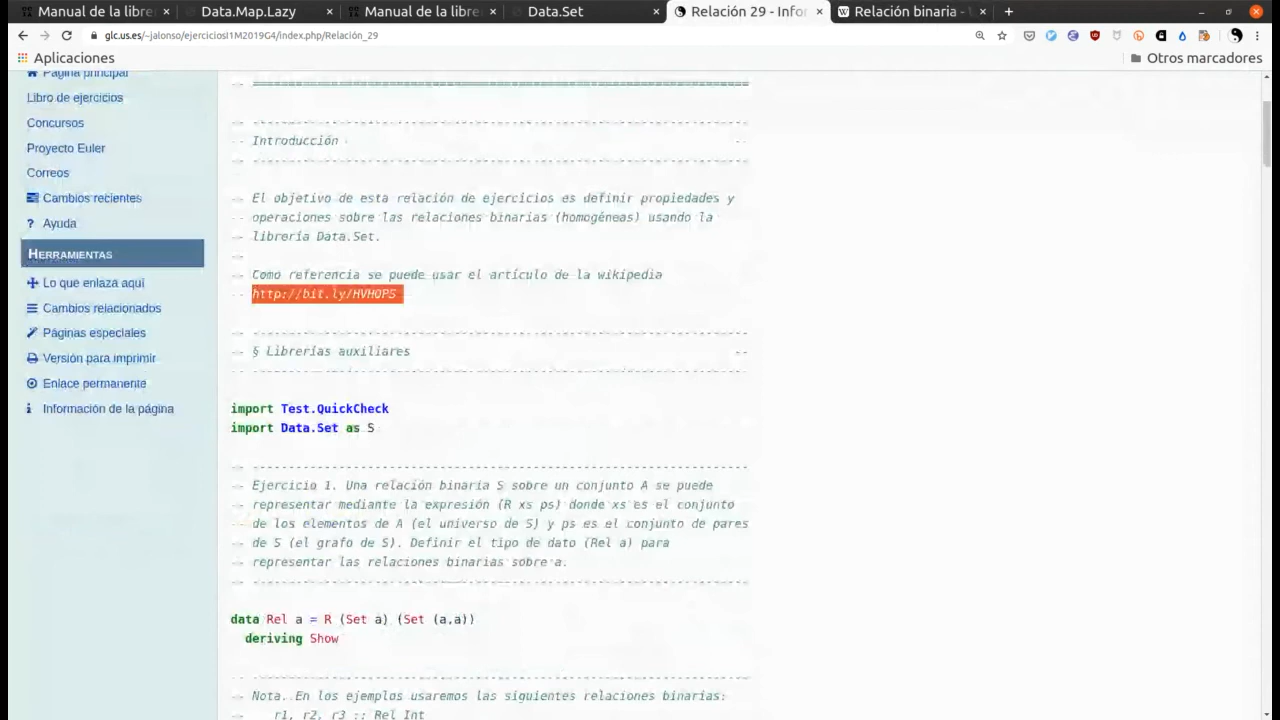 Manual de la libre
Data.Map.Lazy
Manual de la libre
Data.Set
Relación 29 - Info
Relación binaria -
glc.us.es/~jalonso/ejerciciosI1M2019G4/index.php/Relación_29
Aplicaciones
Otros marcadores
Página principal
Libro de ejercicios
Concursos
Proyecto Euler
Correos
Cambios recientes
? Ayuda
HERRAMIENTAS
Lo que enlaza aquí
Cambios relacionados
Páginas especiales
Versión para imprimir
Enlace permanente
Información de la página
-- =====================================================================
-- ---------------------------------------------------------------------
-- Introducción --
-- ---------------------------------------------------------------------
-- El objetivo de esta relación de ejercicios es definir propiedades y
-- operaciones sobre las relaciones binarias (homogéneas) usando la
-- librería Data.Set.
--
-- Como referencia se puede usar el artículo de la wikipedia
-- http://bit.ly/HVHOPS
-- ---------------------------------------------------------------------
-- § Librerías auxiliares --
-- ---------------------------------------------------------------------
import Test.QuickCheck
import Data.Set as S
-- ---------------------------------------------------------------------
-- Ejercicio 1. Una relación binaria S sobre un conjunto A se puede
-- representar mediante la expresión (R xs ps) donde xs es el conjunto
-- de los elementos de A (el universo de S) y ps es el conjunto de pares
-- de S (el grafo de S). Definir el tipo de dato (Rel a) para
-- representar las relaciones binarias sobre a.
-- ---------------------------------------------------------------------
data Rel a = R (Set a) (Set (a,a))
deriving Show
-- ---------------------------------------------------------------------
-- Nota. En los ejemplos usaremos las siguientes relaciones binarias:
-- r1, r2, r3 :: Rel Int